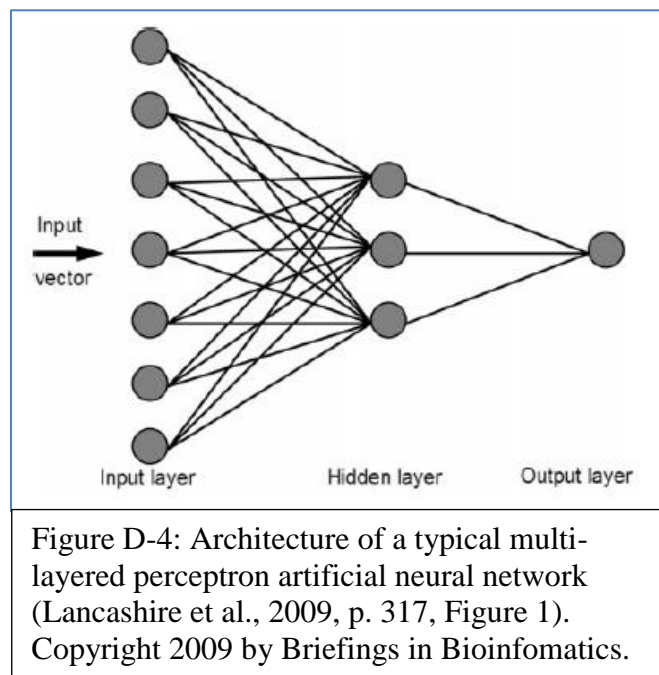 Input
vector
Input layer Hidden layer Output layer
Figure D-4: Architecture of a typical multi-
layered perceptron artificial neural network
(Lancashire et al., 2009, p. 317, Figure 1).
Copyright 2009 by Briefings in Bioinfomatics.